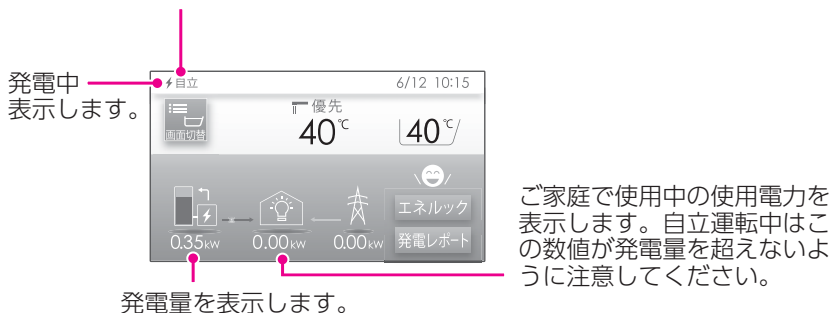 発電中
表示します。
自立
6/12 10:15
画面切替
優先
40℃
40℃
エネルック
発電レポート
0.35kw
0.00kw
0.00kw
ご家庭で使用中の使用電力を
表示します。自立運転中はこ
の数値が発電量を超えないよ
うに注意してください。
発電量を表示します。